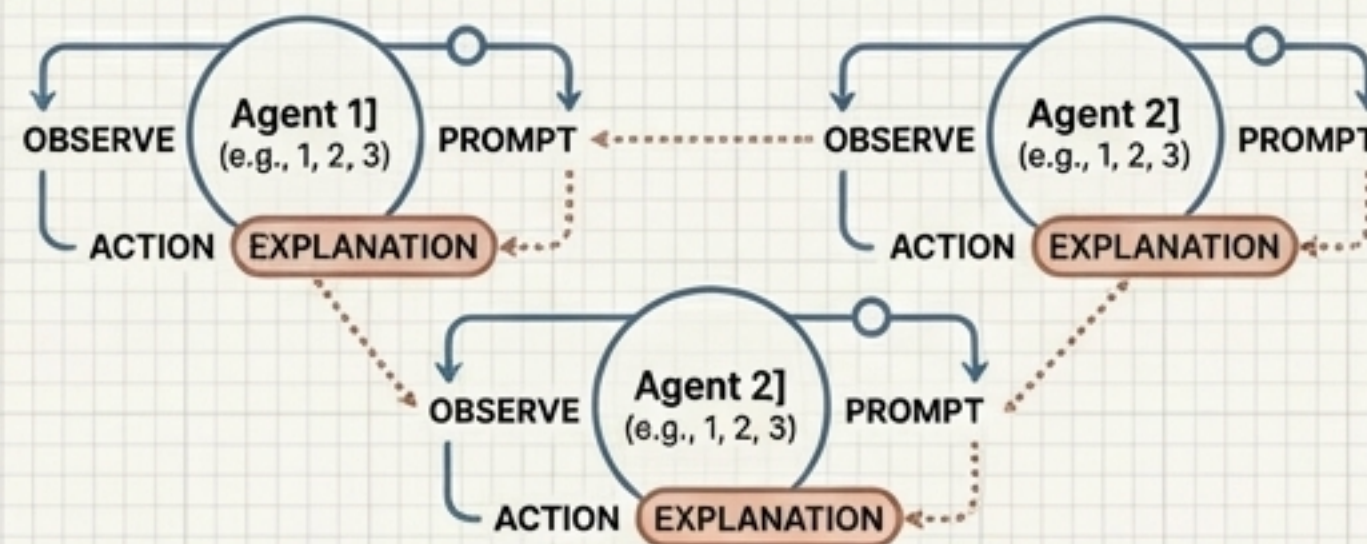 Agent 1]
(e.g., 1, 2, 3)
OBSERVE
PROMPT
ACTION
EXPLANATION
Agent 2]
(e.g., 1, 2, 3)
OBSERVE
PROMPT
ACTION
EXPLANATION
Agent 2]
(e.g., 1, 2, 3)
OBSERVE
PROMPT
ACTION
EXPLANATION